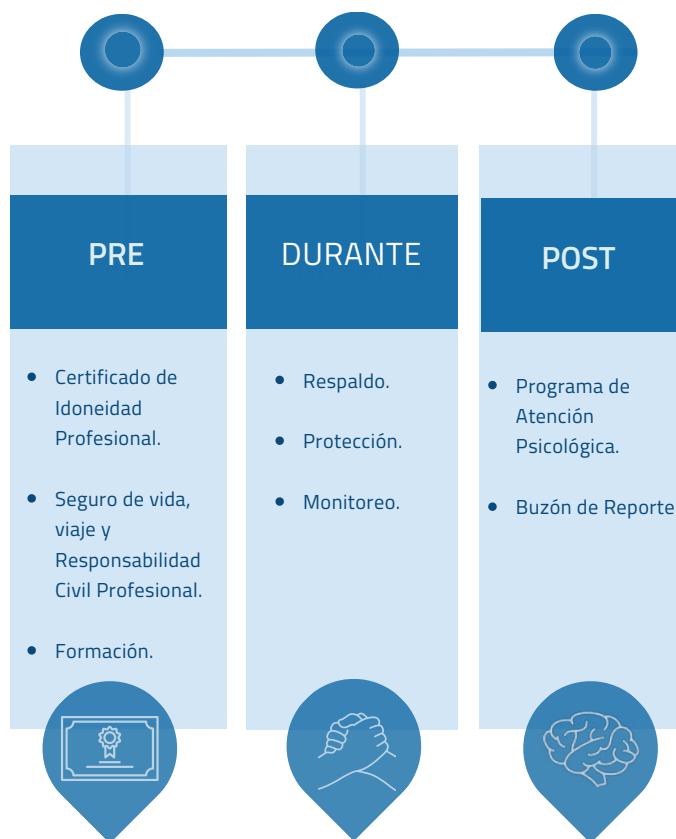 PRE
Certificado de
Idoneidad
Profesional.
Seguro de vida,
viaje y
Responsabilidad
Civil Profesional.
Formación.
DURANTE
Respaldo.
Protección.
Monitoreo.
POST
Programa de
Atención
Psicológica.
Buzón de Reporte